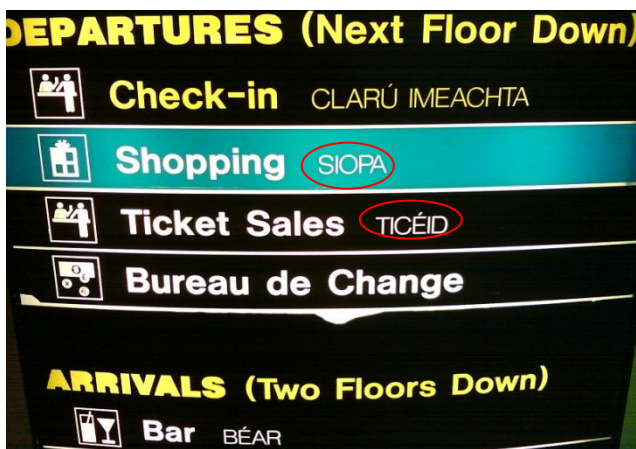 DEPARTURES (Next Floor Down)
Check-in CLARÚ IMEACHTA
Shopping SIOPA
Ticket Sales TICÉID
Bureau de Change
ARRIVALS (Two Floors Down)
Bar BÉAR